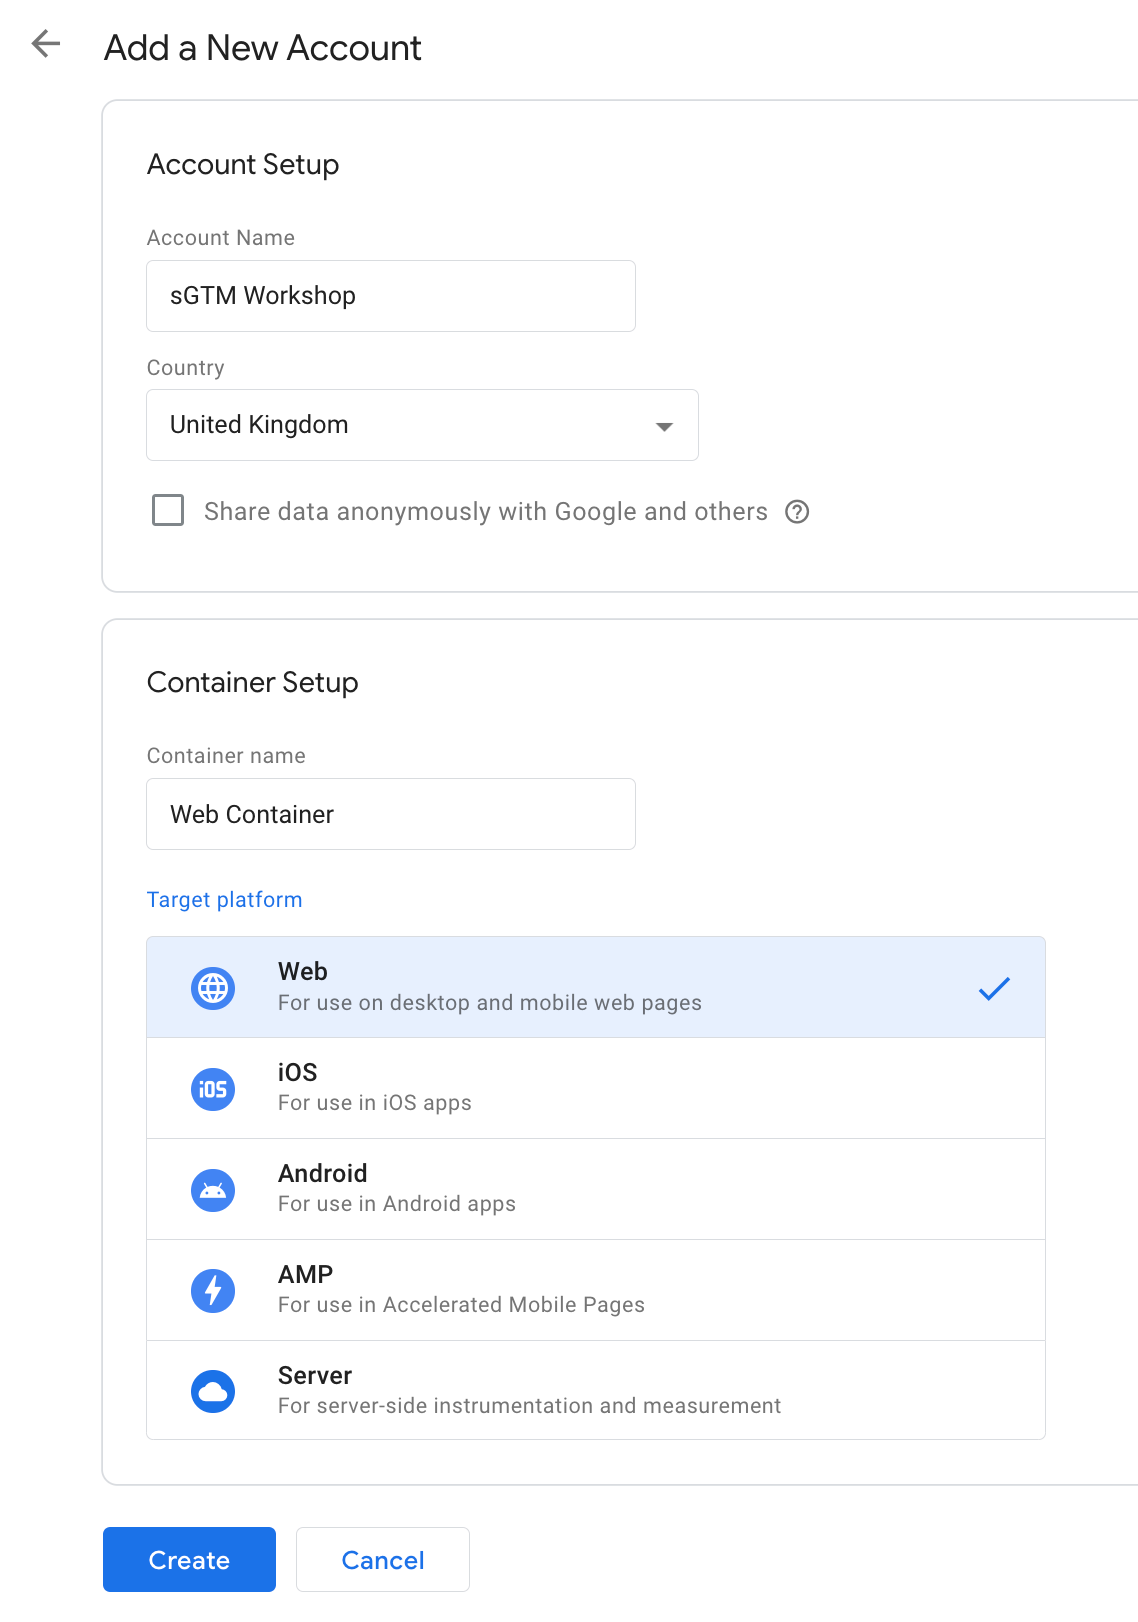 Add a New Account
Account Setup
Account Name
sGTM Workshop
Country
United Kingdom
Share data anonymously with Google and others
Container Setup
Container name
Web Container
Target platform
Web
For use on desktop and mobile web pages
iOS
iOS
For use in iOS apps
Android
For use in Android apps
AMP
For use in Accelerated Mobile Pages
Server
For server-side instrumentation and measurement
Create Cancel